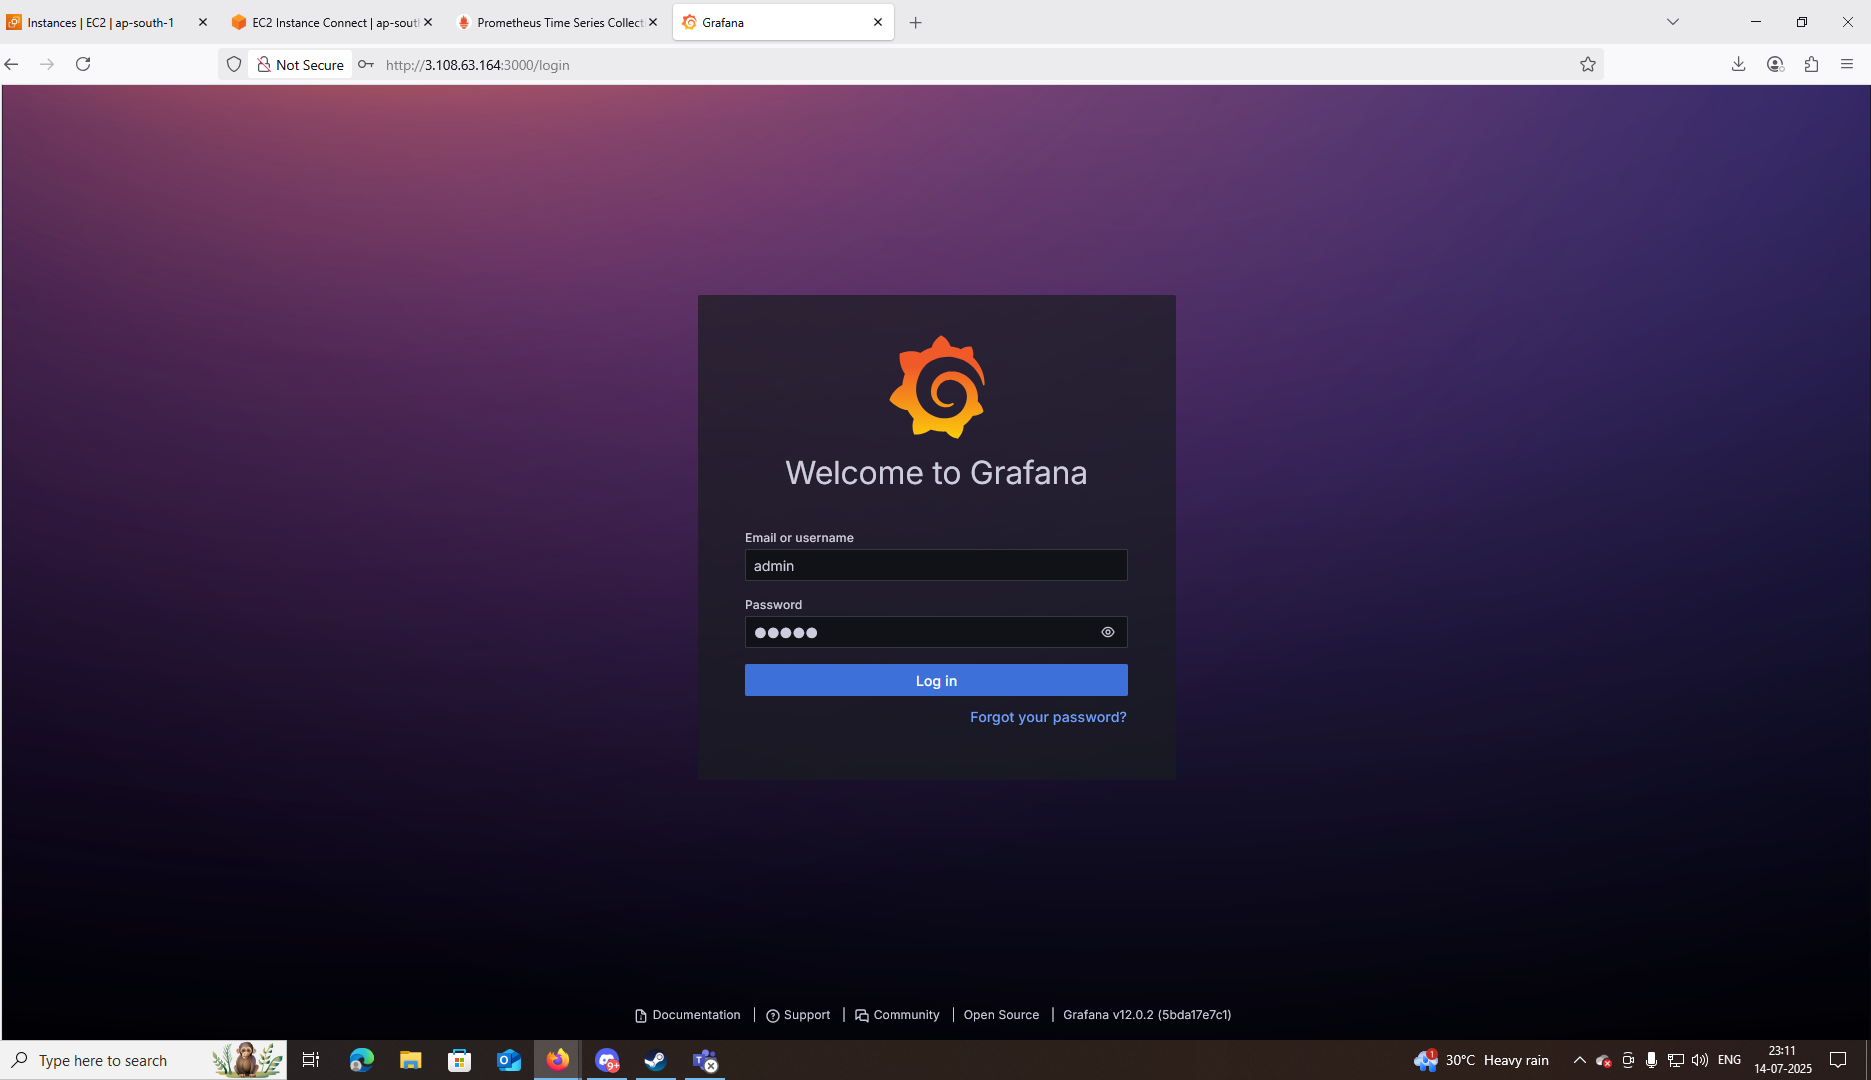 Instances | EC2 | ap-south-1
EC2 Instance Connect | ap-sout
Prometheus Time Series Collect
Grafana
Not Secure
http://3.108.63.164:3000/login
Welcome to Grafana
Email or username
admin
Password
Log in
Forgot your password?
Documentation | Support | Community | Open Source | Grafana v12.0.2 (5bda17e7c1)
Type here to search
9+
1
30°C Heavy rain
ENG
23:11
14-07-2025